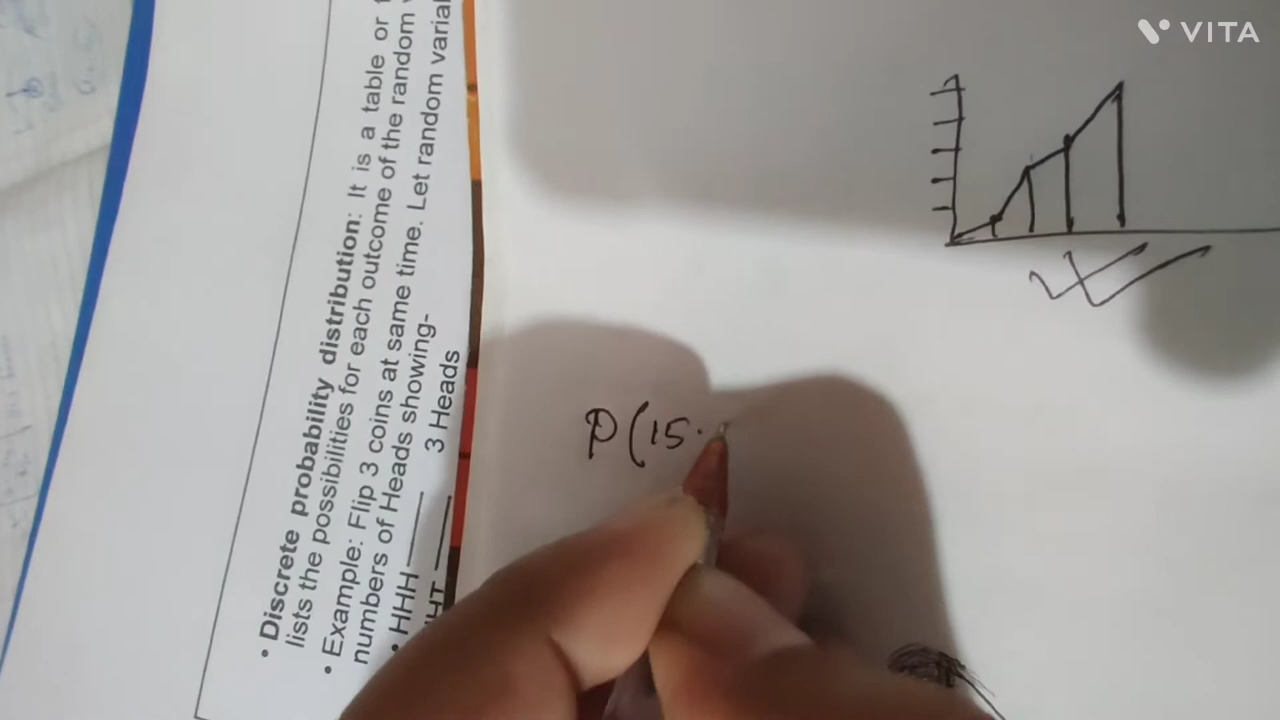 VITA
• Discrete probability distribution: It is a table or
lists the possibilities for each outcome of the random
• Example: Flip 3 coins at same time. Let random varial
numbers of Heads showing-
• HHH 3 Heads
HHT
P(15.